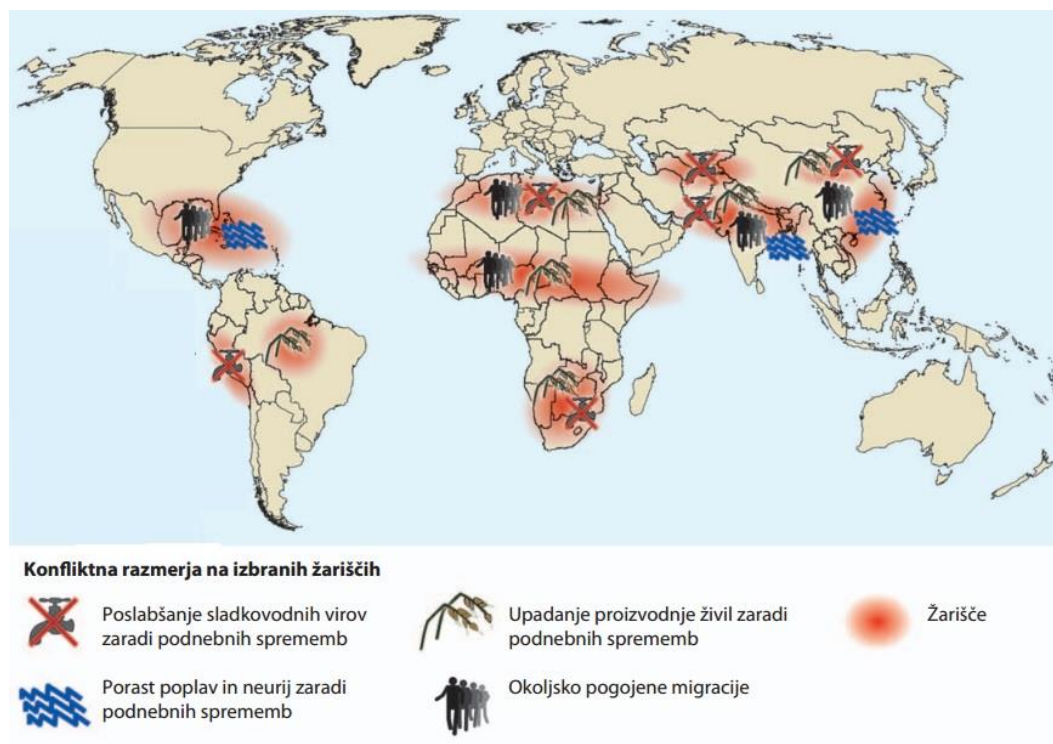 Konfliktna razmerja na izbranih žariščih
Poslabšanje sladkovodnih virov
zaradi podnebnih sprememb
Upadanje proizvodnje živil zaradi
podnebnih sprememb
Žarišče
Porast poplav in neurij zaradi
podnebnih sprememb
Okoljsko pogojene migracije